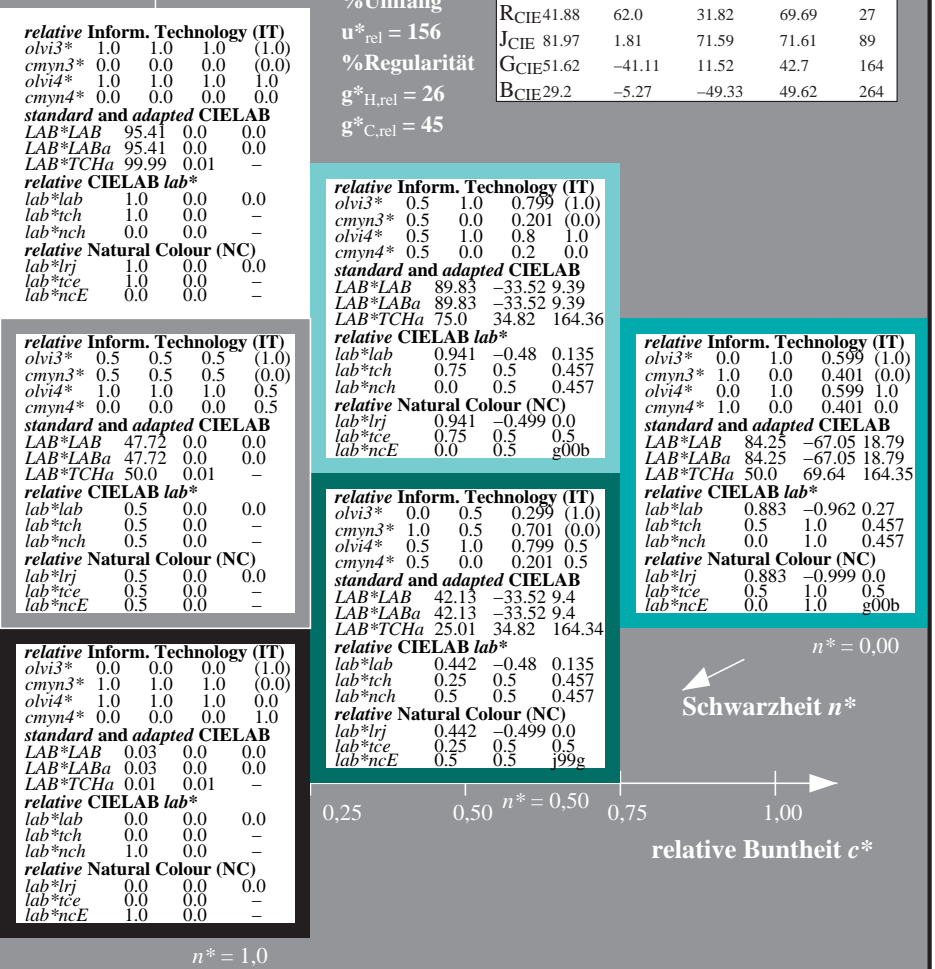 %Umfang
u*rel = 156
%Regularität
g*H,rel = 26
g*C,rel = 45
RCIE 41.88 62.0 31.82 69.69 27
JCIE 81.97 1.81 71.59 71.61 89
GCIE 51.62 −41.11 11.52 42.7 164
BCIE 29.2 −5.27 −49.33 49.62 264
relative Inform. Technology (IT)
olvi3* 1.0 1.0 1.0 (1.0)
cmyn3* 0.0 0.0 0.0 (0.0)
olvi4* 1.0 1.0 1.0 1.0
cmyn4* 0.0 0.0 0.0 0.0
standard and adapted CIELAB
LAB*LAB 95.41 0.0 0.0
LAB*LABa 95.41 0.0 0.0
LAB*TCHa 99.99 0.01 –
relative CIELAB lab*
lab*lab 1.0 0.0 0.0
lab*tch 1.0 0.0 –
lab*nch 0.0 0.0 –
relative Natural Colour (NC)
lab*lrj 1.0 0.0 0.0
lab*tce 1.0 0.0 –
lab*ncE 0.0 0.0 –
relative Inform. Technology (IT)
olvi3* 0.5 1.0 0.799 (1.0)
cmyn3* 0.5 0.0 0.201 (0.0)
olvi4* 0.5 1.0 0.8 1.0
cmyn4* 0.5 0.0 0.2 0.0
standard and adapted CIELAB
LAB*LAB 89.83 −33.52 9.39
LAB*LABa 89.83 −33.52 9.39
LAB*TCHa 75.0 34.82 164.36
relative CIELAB lab*
lab*lab 0.941 −0.48 0.135
lab*tch 0.75 0.5 0.457
lab*nch 0.0 0.5 0.457
relative Natural Colour (NC)
lab*lrj 0.941 −0.499 0.0
lab*tce 0.75 0.5 0.5
lab*ncE 0.0 0.5 g00b
relative Inform. Technology (IT)
olvi3* 0.5 0.5 0.5 (1.0)
cmyn3* 0.5 0.5 0.5 (0.0)
olvi4* 1.0 1.0 1.0 0.5
cmyn4* 0.0 0.0 0.0 0.5
standard and adapted CIELAB
LAB*LAB 47.72 0.0 0.0
LAB*LABa 47.72 0.0 0.0
LAB*TCHa 50.0 0.01 –
relative CIELAB lab*
lab*lab 0.5 0.0 0.0
lab*tch 0.5 0.0 –
lab*nch 0.5 0.0 –
relative Natural Colour (NC)
lab*lrj 0.5 0.0 0.0
lab*tce 0.5 0.0 –
lab*ncE 0.5 0.0 –
relative Inform. Technology (IT)
olvi3* 0.0 1.0 0.599 (1.0)
cmyn3* 1.0 0.0 0.401 (0.0)
olvi4* 0.0 1.0 0.599 1.0
cmyn4* 1.0 0.0 0.401 0.0
standard and adapted CIELAB
LAB*LAB 84.25 −67.05 18.79
LAB*LABa 84.25 −67.05 18.79
LAB*TCHa 50.0 69.64 164.35
relative CIELAB lab*
lab*lab 0.883 −0.962 0.27
lab*tch 0.5 1.0 0.457
lab*nch 0.0 1.0 0.457
relative Natural Colour (NC)
lab*lrj 0.883 −0.999 0.0
lab*tce 0.5 1.0 0.5
lab*ncE 0.0 1.0 g00b
relative Inform. Technology (IT)
olvi3* 0.0 0.5 0.299 (1.0)
cmyn3* 1.0 0.5 0.701 (0.0)
olvi4* 0.5 1.0 0.799 0.5
cmyn4* 0.5 0.0 0.201 0.5
standard and adapted CIELAB
LAB*LAB 42.13 −33.52 9.4
LAB*LABa 42.13 −33.52 9.4
LAB*TCHa 25.01 34.82 164.34
relative CIELAB lab*
lab*lab 0.442 −0.48 0.135
lab*tch 0.25 0.5 0.457
lab*nch 0.5 0.5 0.457
relative Natural Colour (NC)
lab*lrj 0.442 −0.499 0.0
lab*tce 0.25 0.5 0.5
lab*ncE 0.5 0.5 j99g
relative Inform. Technology (IT)
olvi3* 0.0 0.0 0.0 (1.0)
cmyn3* 1.0 1.0 1.0 (0.0)
olvi4* 1.0 1.0 1.0 0.0
cmyn4* 0.0 0.0 0.0 1.0
standard and adapted CIELAB
LAB*LAB 0.03 0.0 0.0
LAB*LABa 0.03 0.0 0.0
LAB*TCHa 0.01 0.01 –
relative CIELAB lab*
lab*lab 0.0 0.0 0.0
lab*tch 0.0 0.0 –
lab*nch 1.0 0.0 –
relative Natural Colour (NC)
lab*lrj 0.0 0.0 0.0
lab*tce 0.0 0.0 –
lab*ncE 1.0 0.0 –
n* = 0,00
Schwarzheit n*
0,25 0,50 n* = 0,50 0,75 1,00
relative Buntheit c*
n* = 1,0